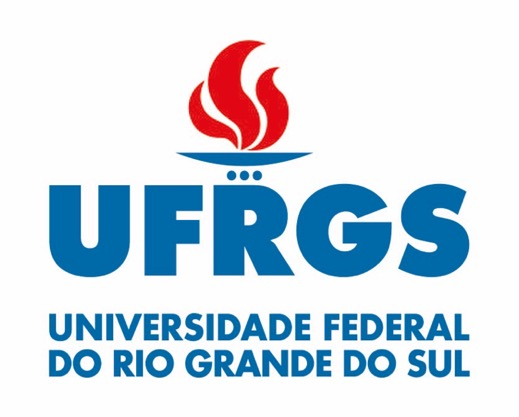 UFRGS
UNIVERSIDADE FEDERAL
DO RIO GRANDE DO SUL